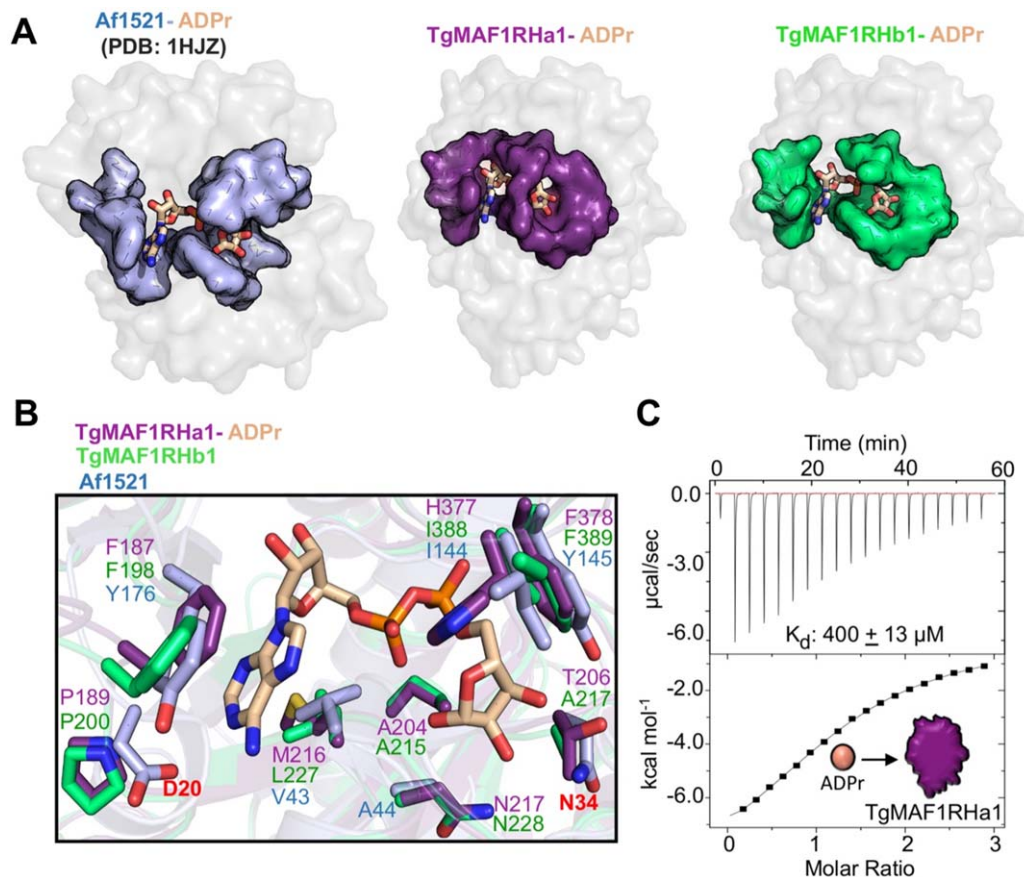 A
Af1521- ADPr
(PDB: 1HJZ)
TgMAF1RHa1- ADPr
TgMAF1RHb1- ADPr
B
TgMAF1RHa1- ADPr
TgMAF1RHb1
Af1521
F187
F198
Y176
H377
I388
I144
F378
F389
Y145
P189
P200
D20
M216
L227
V43
A204
A215
A44
N217
N228
T206
A217
N34
C
Time (min)
0 20 40 60
0.0
-3.0
-6.0
µcal/sec
Kd: 400 ± 13 µM
-2.0
-4.0
-6.0
kcal mol-1
ADPr
TgMAF1RHa1
0 1 2 3
Molar Ratio